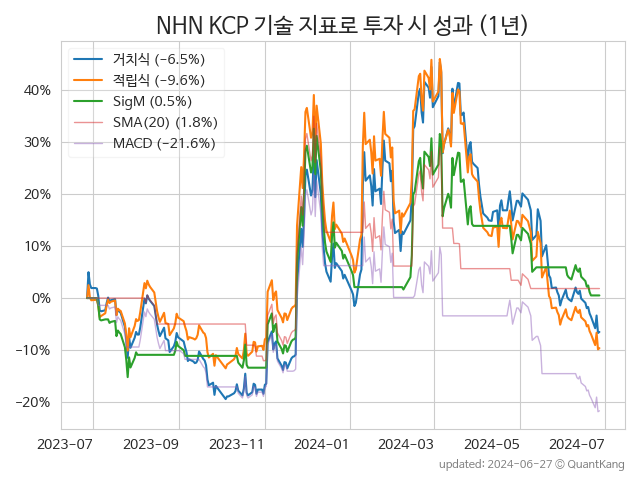 NHN KCP 기술 지표로 투자 시 성과 (1년)
거치식 (−6.5%)
적립식 (−9.6%)
SigM (0.5%)
SMA(20) (1.8%)
MACD (−21.6%)
40%
30%
20%
10%
0%
−10%
−20%
2023-07 2023-09 2023-11 2024-01 2024-03 2024-05 2024-07
updated: 2024-06-27 © QuantKang